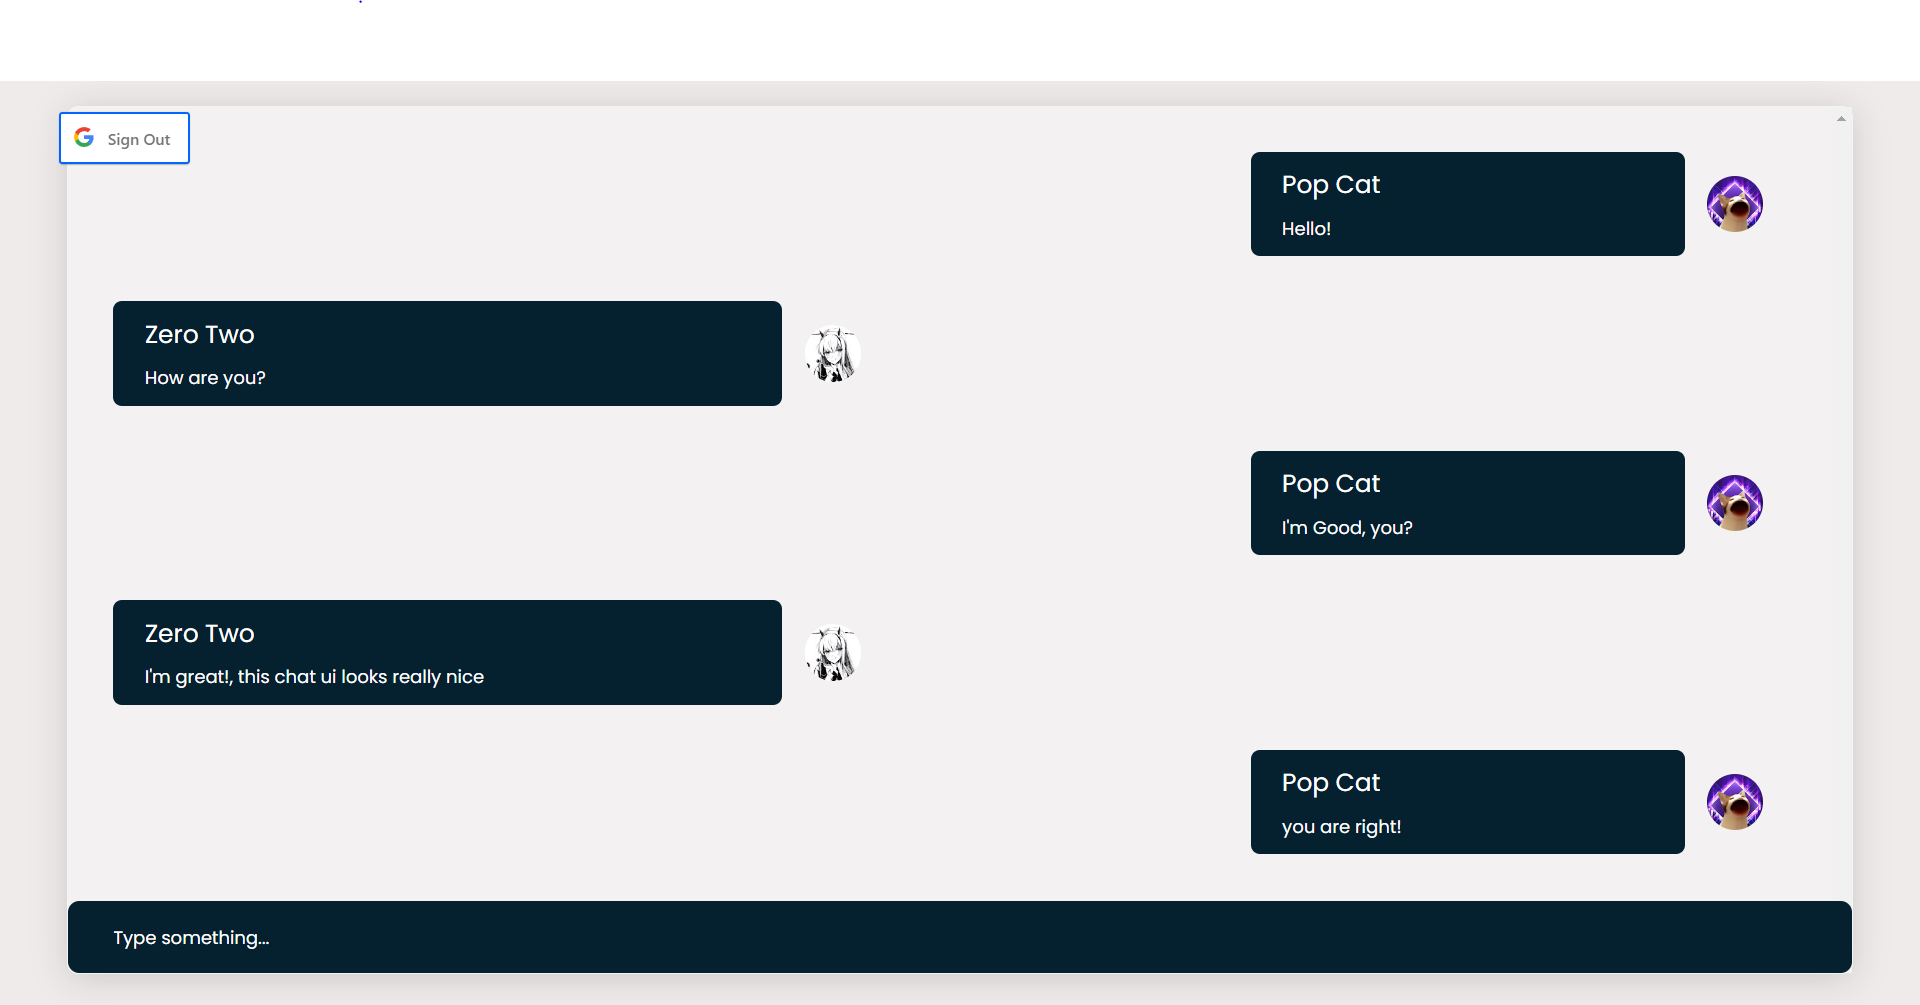 Sign Out
Pop Cat
Hello!
Zero Two
How are you?
Pop Cat
I'm Good, you?
Zero Two
I'm great!, this chat ui looks really nice
Pop Cat
you are right!
Type something...